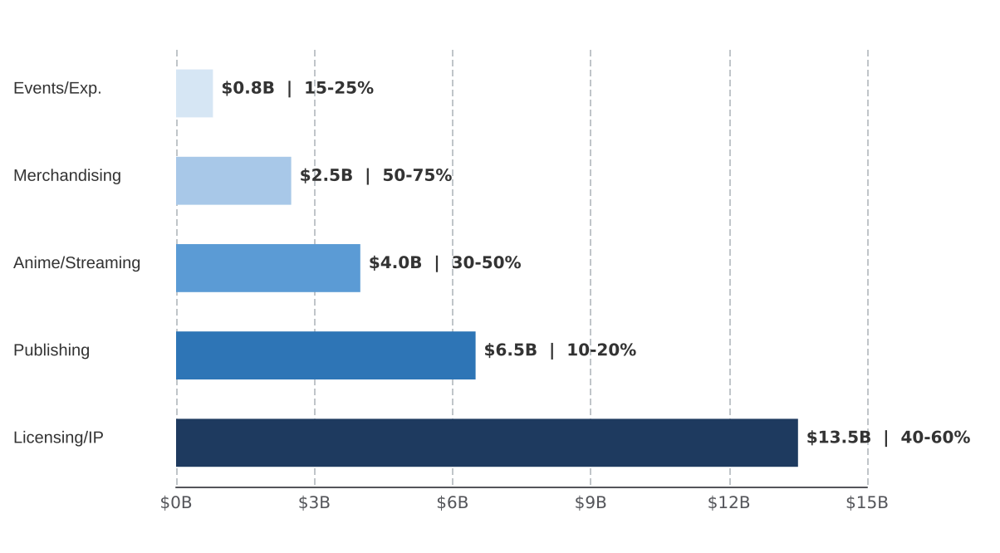 Events/Exp. $0.8B | 15-25%
Merchandising $2.5B | 50-75%
Anime/Streaming $4.0B | 30-50%
Publishing $6.5B | 10-20%
Licensing/IP $13.5B | 40-60%
$0B $3B $6B $9B $12B $15B